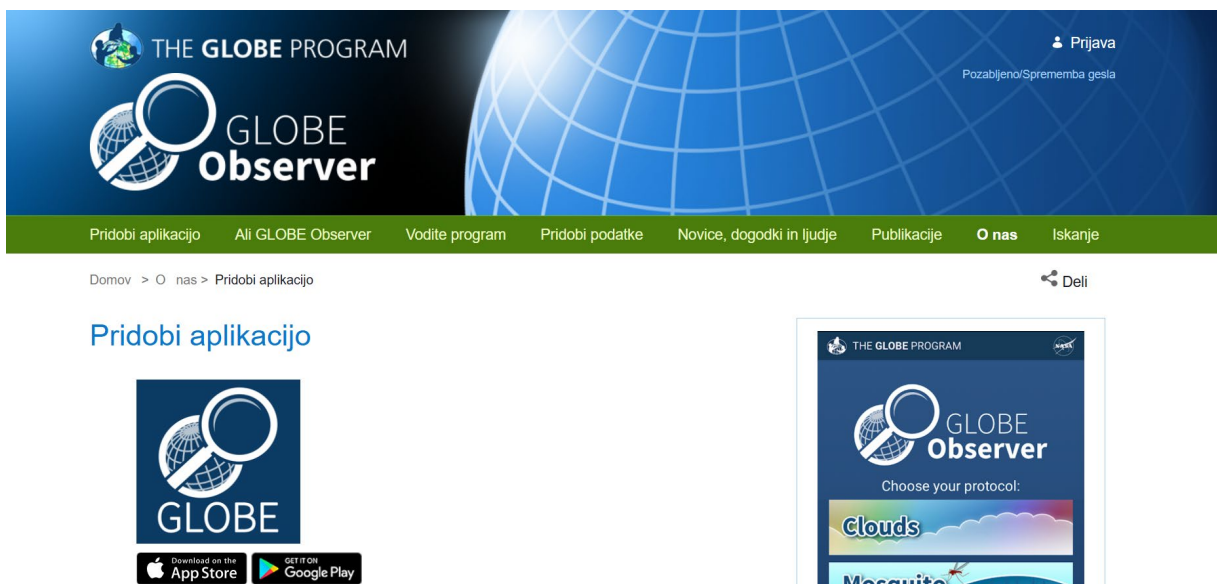 THE GLOBE PROGRAM
GLOBE
Observer
Prijava
Pozabljeno/Sprememba gesla
Pridobi aplikacijo
Ali GLOBE Observer
Vodite program
Pridobi podatke
Novice, dogodki in ljudje
Publikacije
O nas
Iskanje
Domov > O nas > Pridobi aplikacijo
Deli
Pridobi aplikacijo
GLOBE
Download on the
App Store
GET IT ON
Google Play
THE GLOBE PROGRAM
NASA
GLOBE
Observer
Choose your protocol:
Clouds
Mosquito